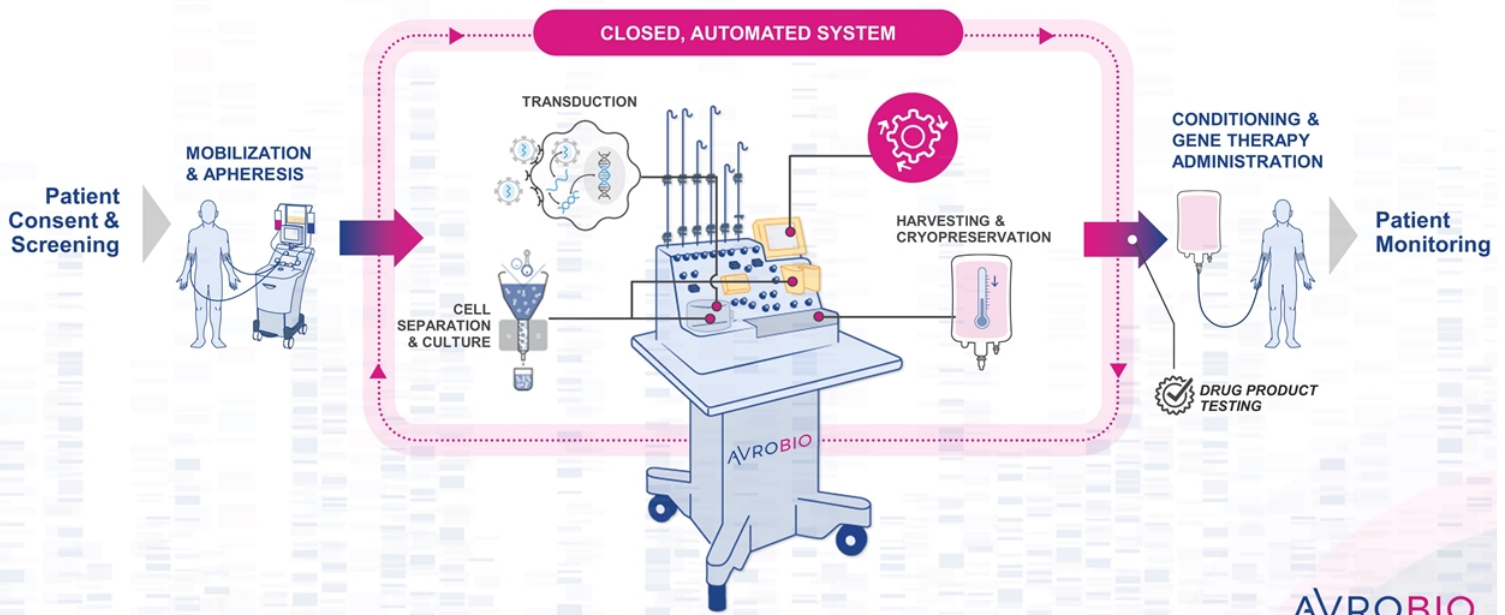 CLOSED, AUTOMATED SYSTEM
Patient
Consent &
Screening
MOBILIZATION
& APHERESIS
TRANSDUCTION
CELL
SEPARATION
& CULTURE
HARVESTING &
CRYOPRESERVATION
CONDITIONING &
GENE THERAPY
ADMINISTRATION
Patient
Monitoring
DRUG PRODUCT
TESTING
AVROBIO
AVROBIO